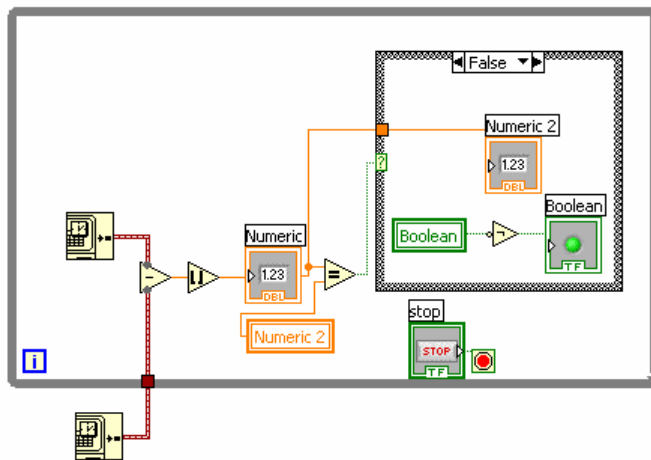 False
Numeric 2
1.23
DBL
Boolean
Boolean
TF
Numeric
1.23
DBL
Numeric 2
stop
STOP
TF
i